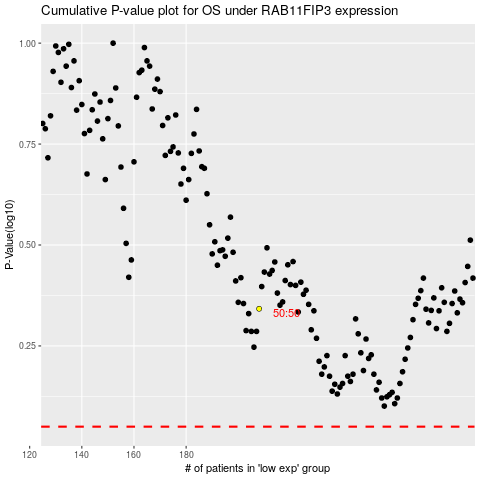 Cumulative P-value plot for OS under RAB11FIP3 expression
1.00
0.75
0.50
0.25
P-Value(log10)
50:50
120 140 160 180
# of patients in 'low exp' group